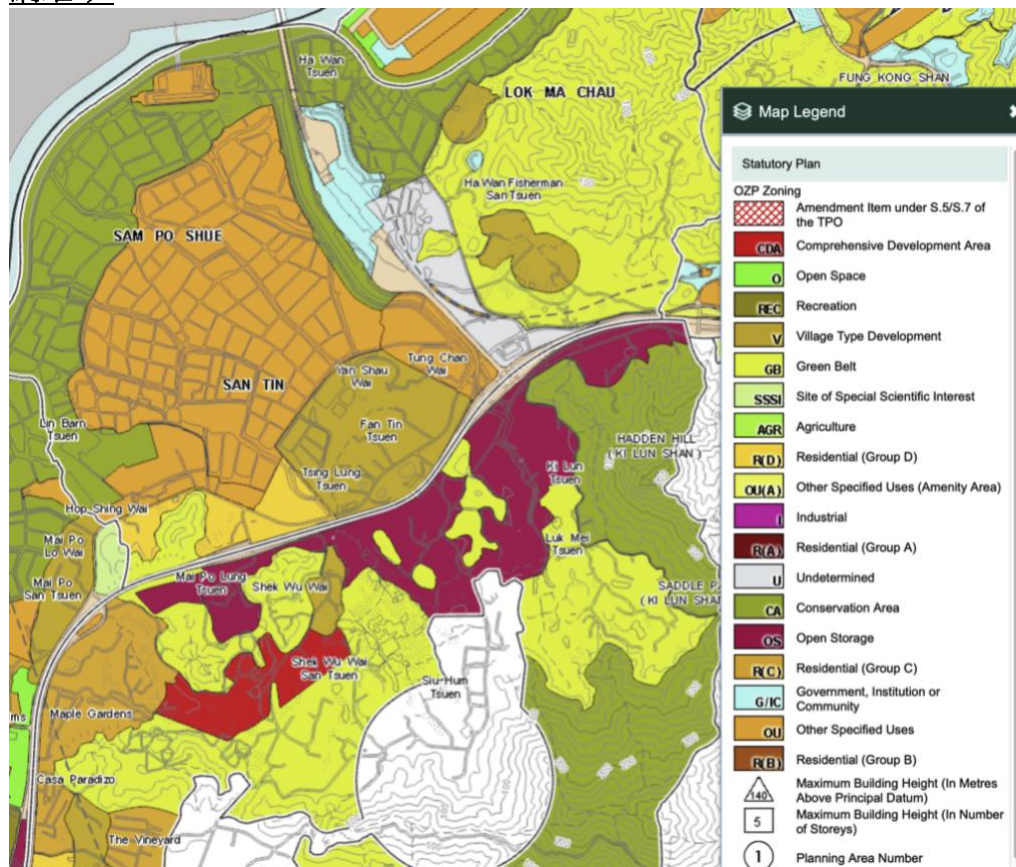 Ha Wan
Tsuen
LOK MA CHAU
FUNG KONG SHAN
100
Ha Wan Fisherman
San Tsuen
SAM PO SHUE
Tung Chan
Wai
Yan Shau
Wai
SAN TIN
Fan Tin
Tsuen
Lin Barn
Tsuen
HADDEN HILL
( KI LUN SHAN )
Ki Lun
Tsuen
Tsing Lung
Tsuen
Hop Shing Wai
Mai Po
Lo Wai
Luk Mei
Tsuen
Mai Po
San Tsuen
Mai Po Lung
Tsuen
Shek Wu Wai
SADDLE P
( KI LUN SHA
Shek Wu Wai
San Tsuen
Siu Hum
Tsuen
ms
Maple Gardens
Casa Paradizo
The Vineyard
Map Legend
Statutory Plan
OZP Zoning
Amendment Item under S.5/S.7 of
the TPO
CDA Comprehensive Development Area
O Open Space
REC Recreation
V Village Type Development
GB Green Belt
SSSI Site of Special Scientific Interest
AGR Agriculture
R(D) Residential (Group D)
OU(A) Other Specified Uses (Amenity Area)
I Industrial
R(A) Residential (Group A)
U Undetermined
CA Conservation Area
OS Open Storage
R(C) Residential (Group C)
G/IC Government, Institution or
Community
OU Other Specified Uses
R(B) Residential (Group B)
140 Maximum Building Height (In Metres
Above Principal Datum)
5 Maximum Building Height (In Number
of Storeys)
1 Planning Area Number